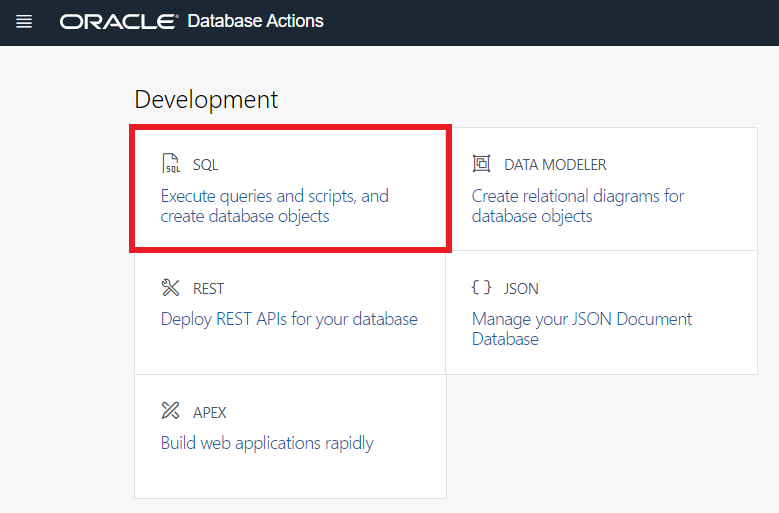 ORACLE® Database Actions
Development
SQL
Execute queries and scripts, and
create database objects
DATA MODELER
Create relational diagrams for
database objects
REST
Deploy REST APIs for your database
{ } JSON
Manage your JSON Document
Database
APEX
Build web applications rapidly